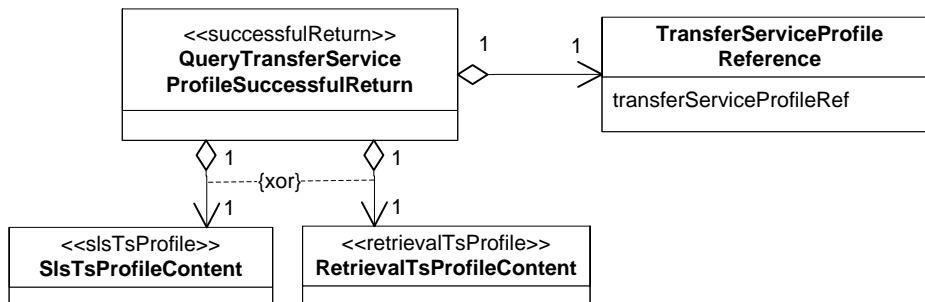 <<successfulReturn>>
QueryTransferService
ProfileSuccessfulReturn
1
1
TransferServiceProfile
Reference
transferServiceProfileRef
1
1
{xor}
1
1
<<slsTsProfile>>
SlsTsProfileContent
<<retrievalTsProfile>>
RetrievalTsProfileContent